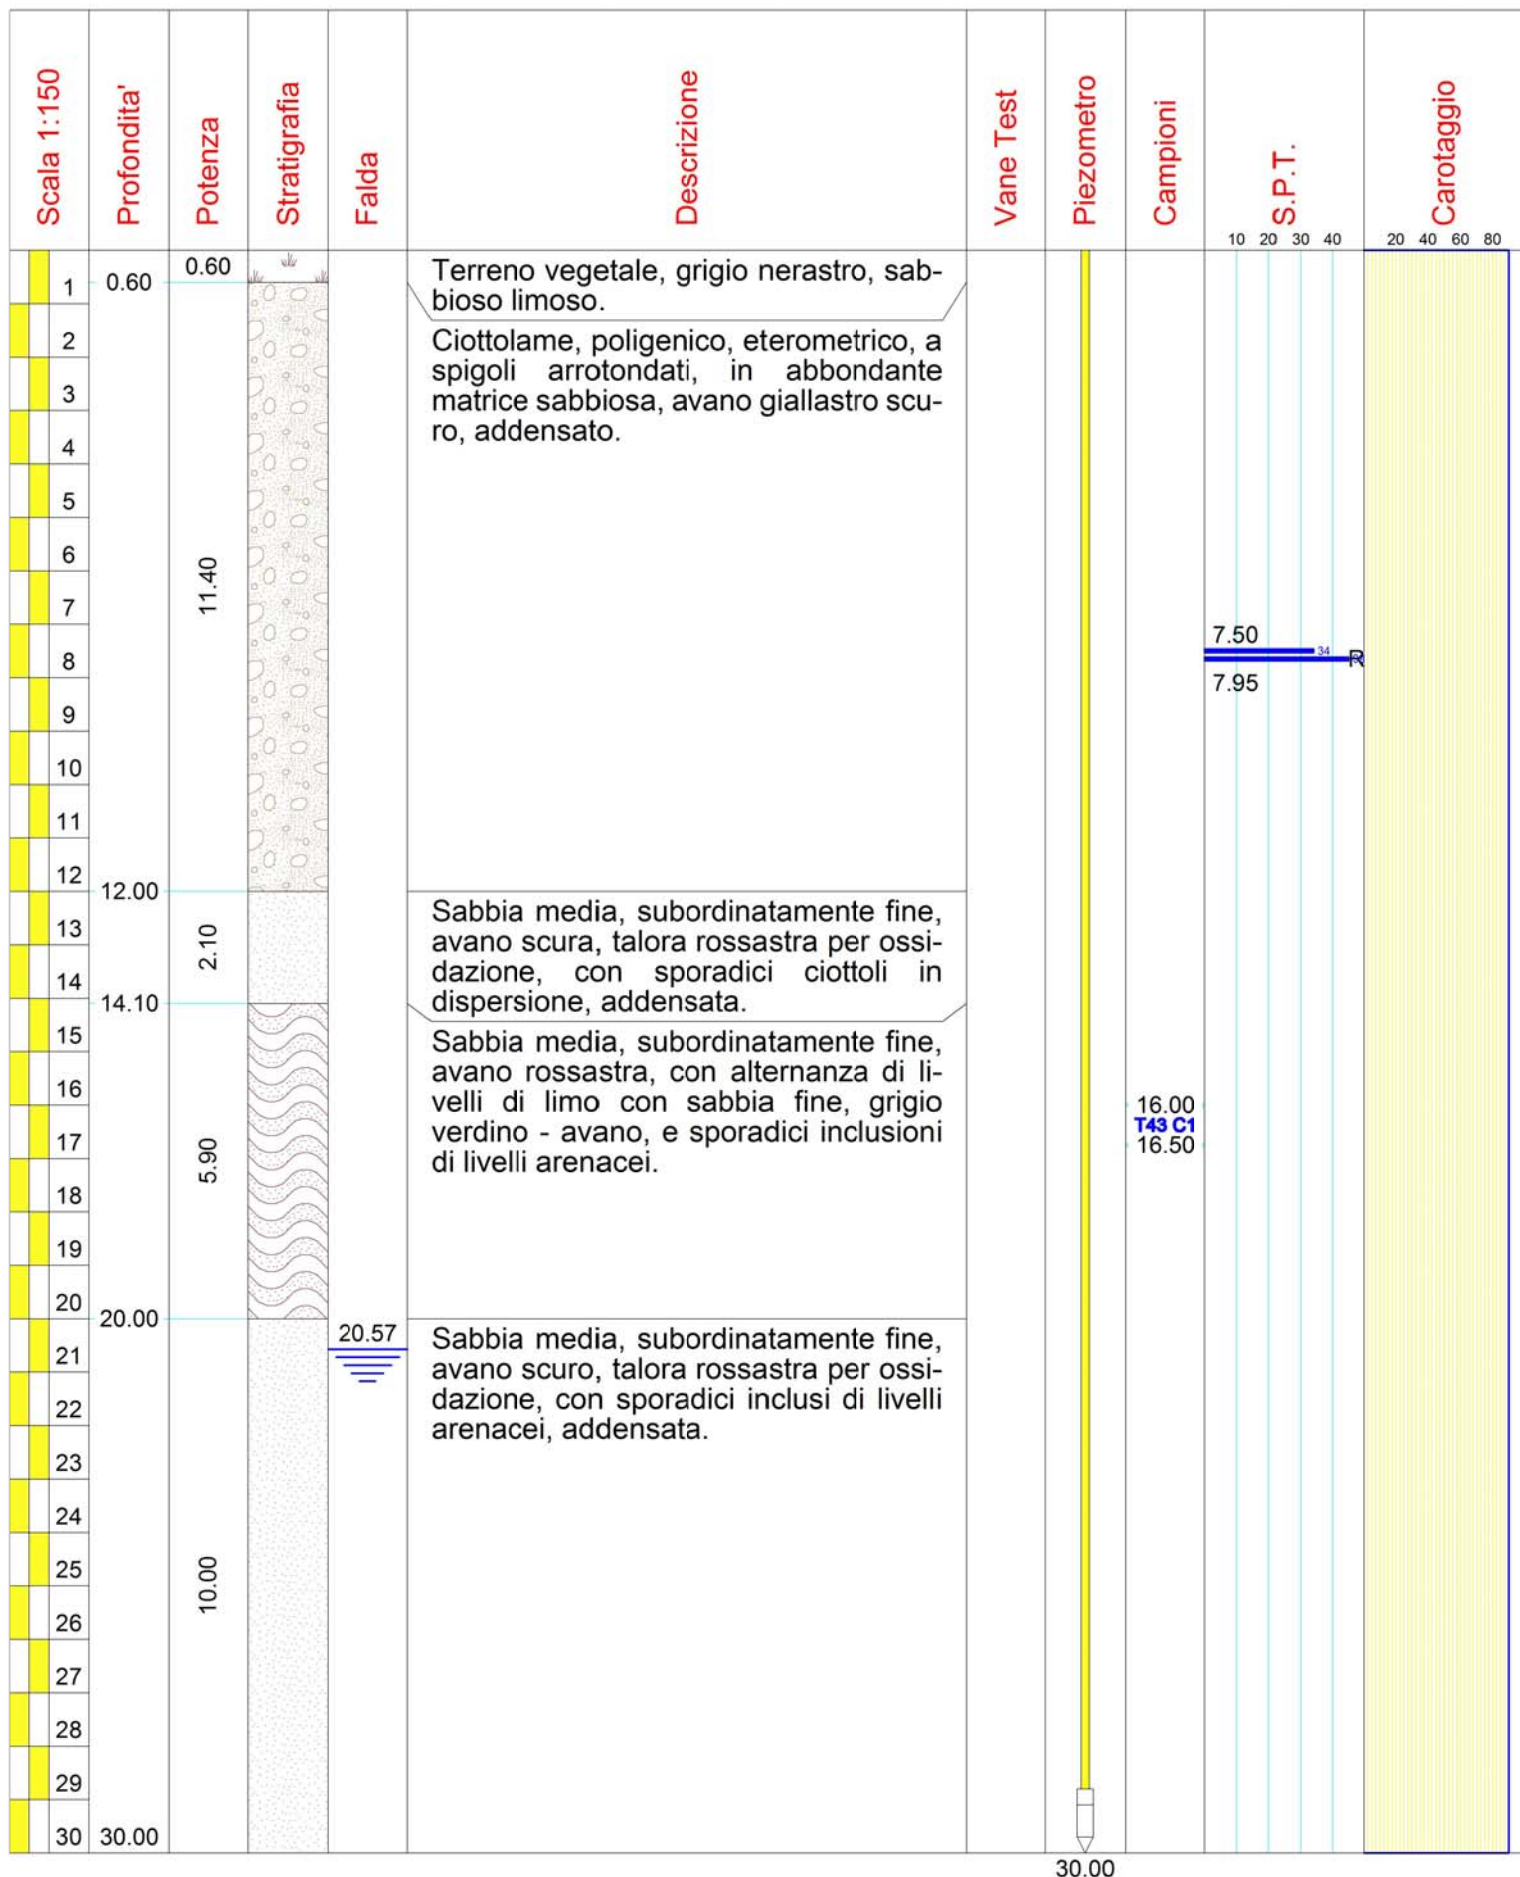 Scala 1:150
Profondita'
Potenza
Stratigrafia
Falda
Descrizione
Vane Test
Piezometro
Campioni
S.P.T.
Carotaggio
10 20 30 40
20 40 60 80
1
2
3
4
5
6
7
8
9
10
11
12
13
14
15
16
17
18
19
20
21
22
23
24
25
26
27
28
29
30
0.60
12.00
14.10
20.00
30.00
0.60
11.40
2.10
5.90
10.00
20.57
Terreno vegetale, grigio nerastro, sab-
bioso limoso.
Ciottolame, poligenico, eterometrico, a
spigoli arrotondati, in abbondante
matrice sabbiosa, avano giallastro scu-
ro, addensato.
Sabbia media, subordinatamente fine,
avano scura, talora rossastra per ossi-
dazione, con sporadici ciottoli in
dispersione, addensata.
Sabbia media, subordinatamente fine,
avano rossastra, con alternanza di li-
velli di limo con sabbia fine, grigio
verdino - avano, e sporadici inclusioni
di livelli arenacei.
Sabbia media, subordinatamente fine,
avano scuro, talora rossastra per ossi-
dazione, con sporadici inclusi di livelli
arenacei, addensata.
30.00
16.00
T43 C1
16.50
7.50
34
R
7.95